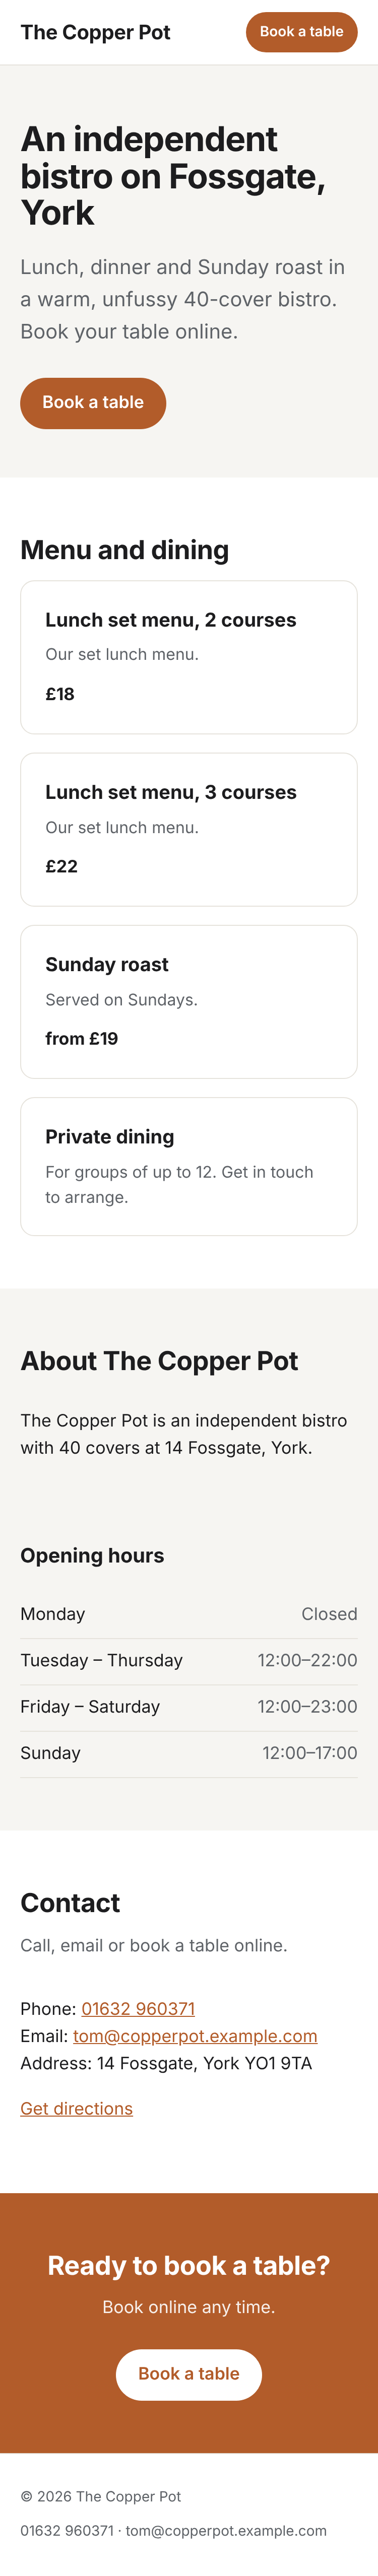 The Copper Pot
Book a table
An independent
bistro on Fossgate,
York
Lunch, dinner and Sunday roast in
a warm, unfussy 40-cover bistro.
Book your table online.
Book a table
Menu and dining
Lunch set menu, 2 courses
Our set lunch menu.
£18
Lunch set menu, 3 courses
Our set lunch menu.
£22
Sunday roast
Served on Sundays.
from £19
Private dining
For groups of up to 12. Get in touch
to arrange.
About The Copper Pot
The Copper Pot is an independent bistro
with 40 covers at 14 Fossgate, York.
Opening hours
Monday Closed
Tuesday – Thursday 12:00–22:00
Friday – Saturday 12:00–23:00
Sunday 12:00–17:00
Contact
Call, email or book a table online.
Phone: 01632 960371
Email: tom@copperpot.example.com
Address: 14 Fossgate, York YO1 9TA
Get directions
Ready to book a table?
Book online any time.
Book a table
© 2026 The Copper Pot
01632 960371 · tom@copperpot.example.com